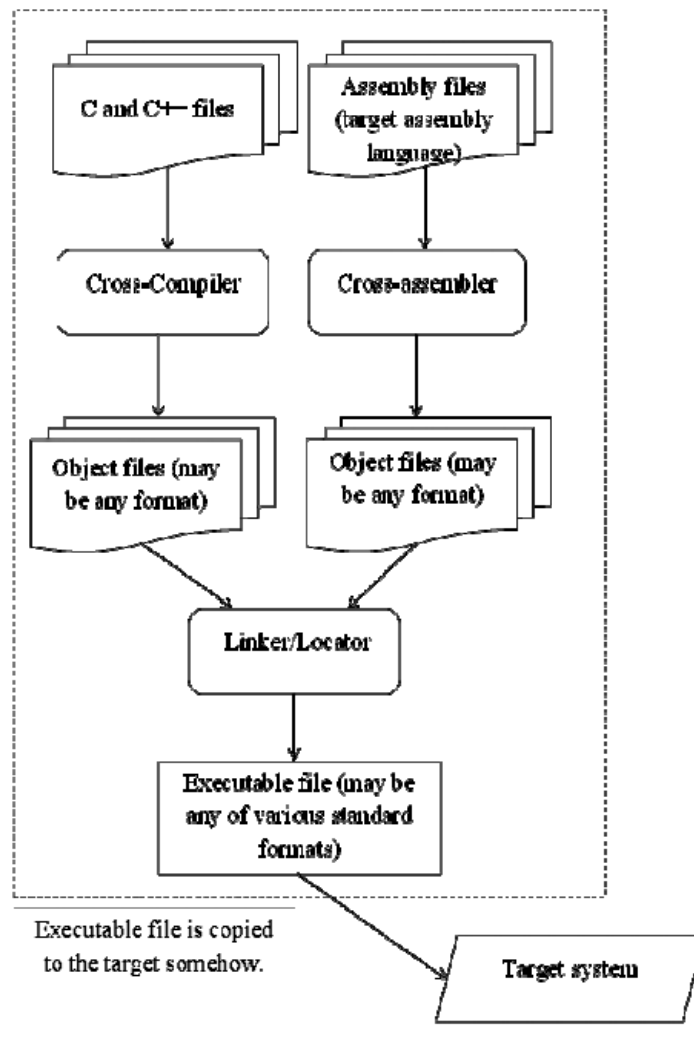 C and C++ files
Assembly files
(target assembly
language)
Cross-Compiler
Cross-assembler
Object files (may
be any format)
Object files (may
be any format)
Linker/Locator
Executable file (may be
any of various standard
formats)
Executable file is copied
to the target somehow.
Target system